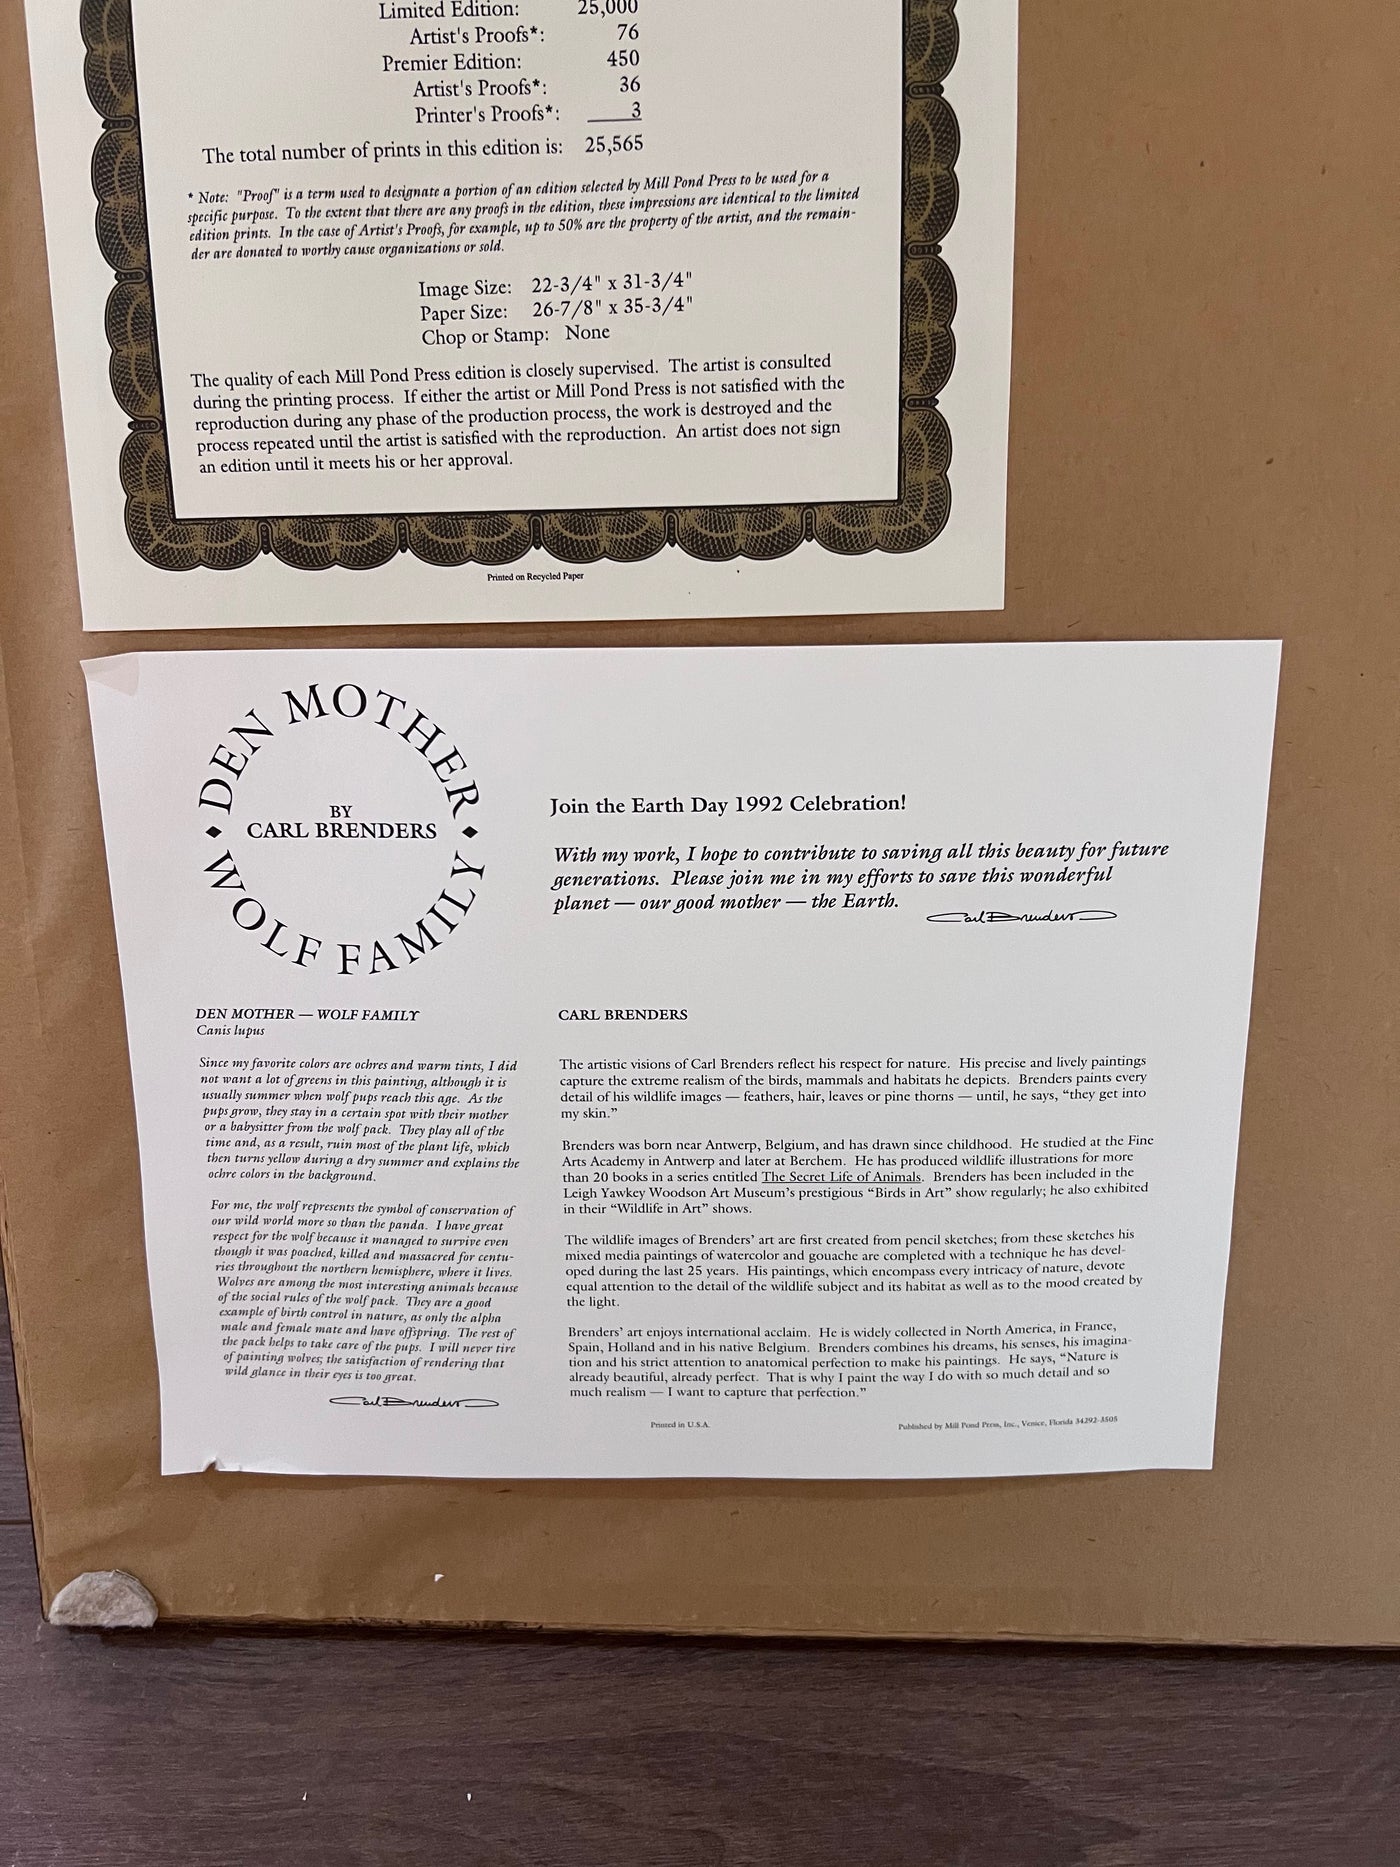 Limited Edition: 25,000
Artist's Proofs*: 76
Premier Edition: 450
Artist's Proofs*: 36
Printer's Proofs*: 3
The total number of prints in this edition is: 25,565
* Note: "Proof" is a term used to designate a portion of an edition selected by Mill Pond Press to be used for a
specific purpose. To the extent that there are any proofs in the edition, these impressions are identical to the limited
edition prints. In the case of Artist's Proofs, for example, up to 50% are the property of the artist, and the remain-
der are donated to worthy cause organizations or sold.
Image Size: 22-3/4" x 31-3/4"
Paper Size: 26-7/8" x 35-3/4"
Chop or Stamp: None
The quality of each Mill Pond Press edition is closely supervised. The artist is consulted
during the printing process. If either the artist or Mill Pond Press is not satisfied with the
reproduction during any phase of the production process, the work is destroyed and the
process repeated until the artist is satisfied with the reproduction. An artist does not sign
an edition until it meets his or her approval.
Printed on Recycled Paper
DEN MOTHER
BY
CARL BRENDERS
WOLF FAMILY
Join the Earth Day 1992 Celebration!
With my work, I hope to contribute to saving all this beauty for future
generations. Please join me in my efforts to save this wonderful
planet — our good mother — the Earth.
Carl Brenders
DEN MOTHER — WOLF FAMILY
Canis lupus
Since my favorite colors are ochres and warm tints, I did
not want a lot of greens in this painting, although it is
usually summer when wolf pups reach this age. As the
pups grow, they stay in a certain spot with their mother
or a babysitter from the wolf pack. They play all of the
time and, as a result, ruin most of the plant life, which
then turns yellow during a dry summer and explains the
ochre colors in the background.
For me, the wolf represents the symbol of conservation of
our wild world more so than the panda. I have great
respect for the wolf because it managed to survive even
though it was poached, killed and massacred for centu-
ries throughout the northern hemisphere, where it lives.
Wolves are among the most interesting animals because
of the social rules of the wolf pack. They are a good
example of birth control in nature, as only the alpha
male and female mate and have offspring. The rest of
the pack helps to take care of the pups. I will never tire
of painting wolves; the satisfaction of rendering that
wild glance in their eyes is too great.
Carl Brenders
CARL BRENDERS
The artistic visions of Carl Brenders reflect his respect for nature. His precise and lively paintings
capture the extreme realism of the birds, mammals and habitats he depicts. Brenders paints every
detail of his wildlife images — feathers, hair, leaves or pine thorns — until, he says, “they get into
my skin.”
Brenders was born near Antwerp, Belgium, and has drawn since childhood. He studied at the Fine
Arts Academy in Antwerp and later at Berchem. He has produced wildlife illustrations for more
than 20 books in a series entitled The Secret Life of Animals. Brenders has been included in the
Leigh Yawkey Woodson Art Museum’s prestigious “Birds in Art” show regularly; he also exhibited
in their “Wildlife in Art” shows.
The wildlife images of Brenders’ art are first created from pencil sketches; from these sketches his
mixed media paintings of watercolor and gouache are completed with a technique he has devel-
oped during the last 25 years. His paintings, which encompass every intricacy of nature, devote
equal attention to the detail of the wildlife subject and its habitat as well as to the mood created by
the light.
Brenders’ art enjoys international acclaim. He is widely collected in North America, in France,
Spain, Holland and in his native Belgium. Brenders combines his dreams, his senses, his imagina-
tion and his strict attention to anatomical perfection to make his paintings. He says, “Nature is
already beautiful, already perfect. That is why I paint the way I do with so much detail and so
much realism — I want to capture that perfection.”
Printed in U.S.A.
Published by Mill Pond Press, Inc., Venice, Florida 34292-3505